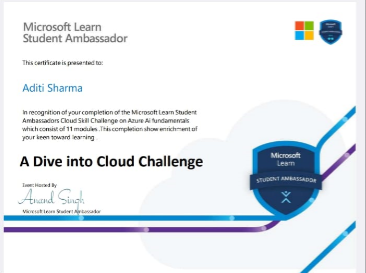 Microsoft Learn
Student Ambassador
This certificate is presented to:
Aditi Sharma
In recognition of your completion of the Microsoft Learn Student
Ambassadors Cloud Skill Challenge on Azure Ai fundamentals
which consist of 11 modules .This completion show enrichment of
your keen toward learning
A Dive into Cloud Challenge
Event Hosted By
Anand Singh
Microsoft Learn Student Ambassador
Microsoft
Learn
STUDENT AMBASSADOR